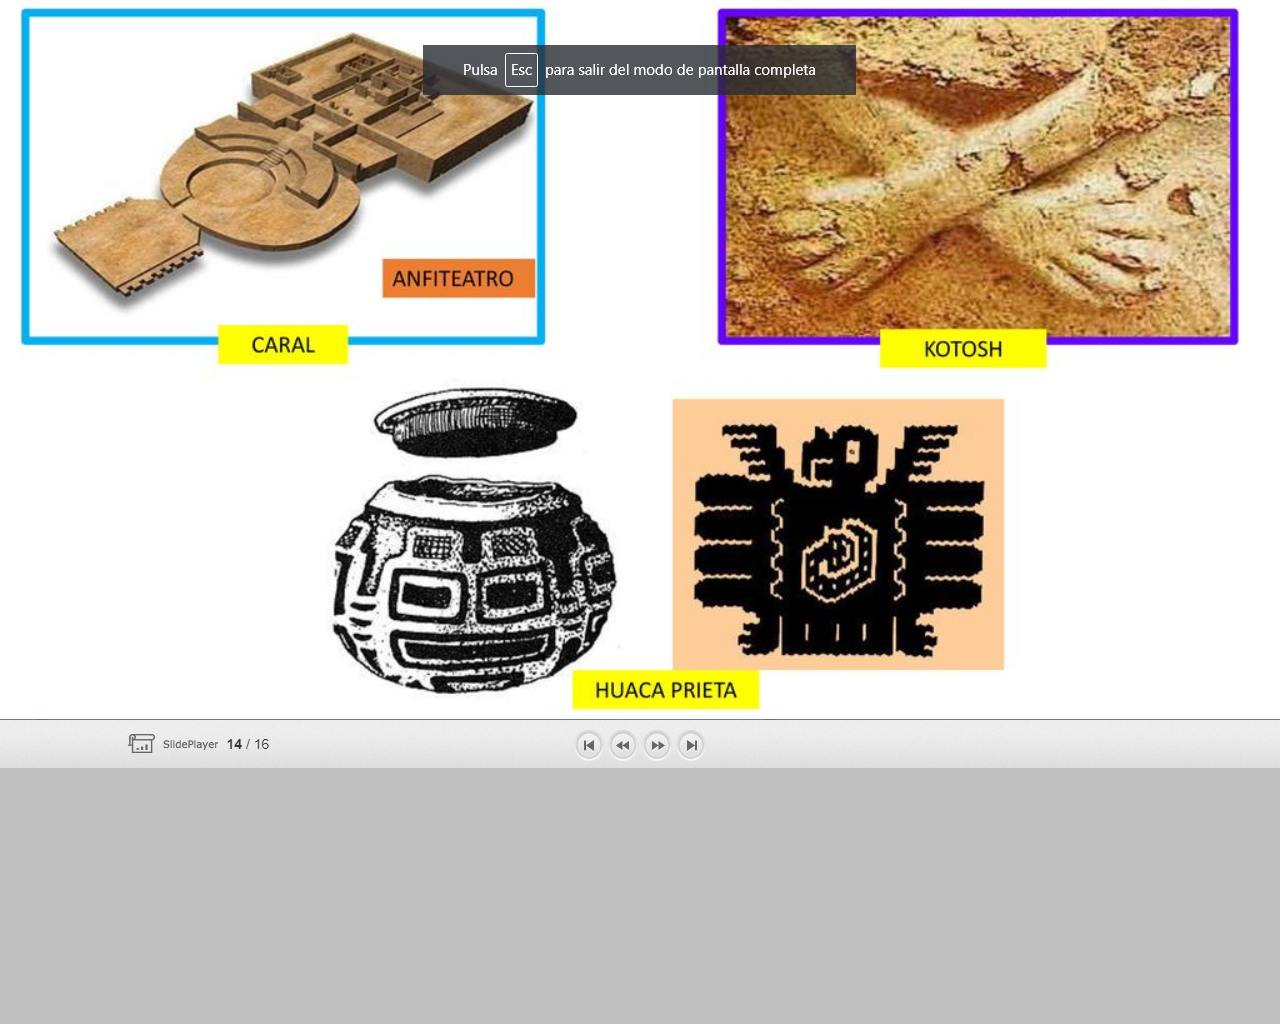 Pulsa Esc para salir del modo de pantalla completa
ANFITEATRO
CARAL
KOTOSH
HUACA PRIETA
SlidePlayer 14 / 16